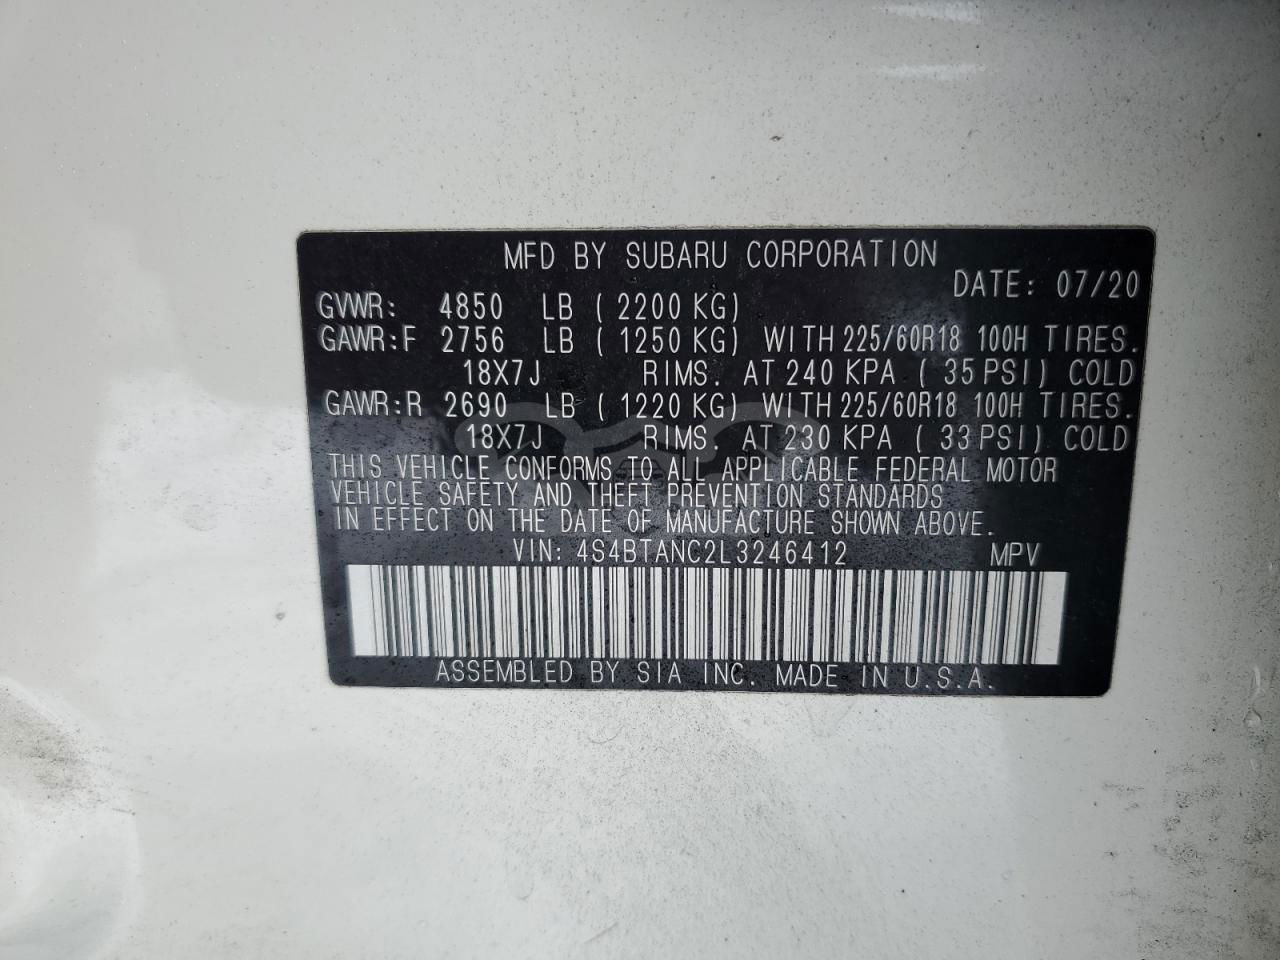 MFD BY SUBARU CORPORATION
DATE: 07/20
GVWR: 4850 LB ( 2200 KG)
GAWR:F 2756 LB ( 1250 KG) WITH 225/60R18 100H TIRES.
18X7J RIMS. AT 240 KPA ( 35 PSI) COLD
GAWR:R 2690 LB ( 1220 KG) WITH 225/60R18 100H TIRES.
18X7J RIMS. AT 230 KPA ( 33 PSI) COLD
THIS VEHICLE CONFORMS TO ALL APPLICABLE FEDERAL MOTOR
VEHICLE SAFETY AND THEFT PREVENTION STANDARDS
IN EFFECT ON THE DATE OF MANUFACTURE SHOWN ABOVE.
VIN: 4S4BTANC2L3246412 MPV
ASSEMBLED BY SIA INC. MADE IN U.S.A.